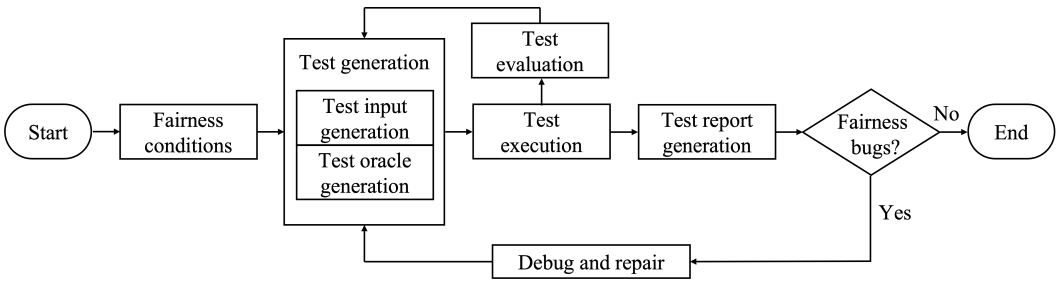 Start
Fairness
conditions
Test generation
Test input
generation
Test oracle
generation
Test
evaluation
Test
execution
Test report
generation
Fairness
bugs?
No
End
Yes
Debug and repair